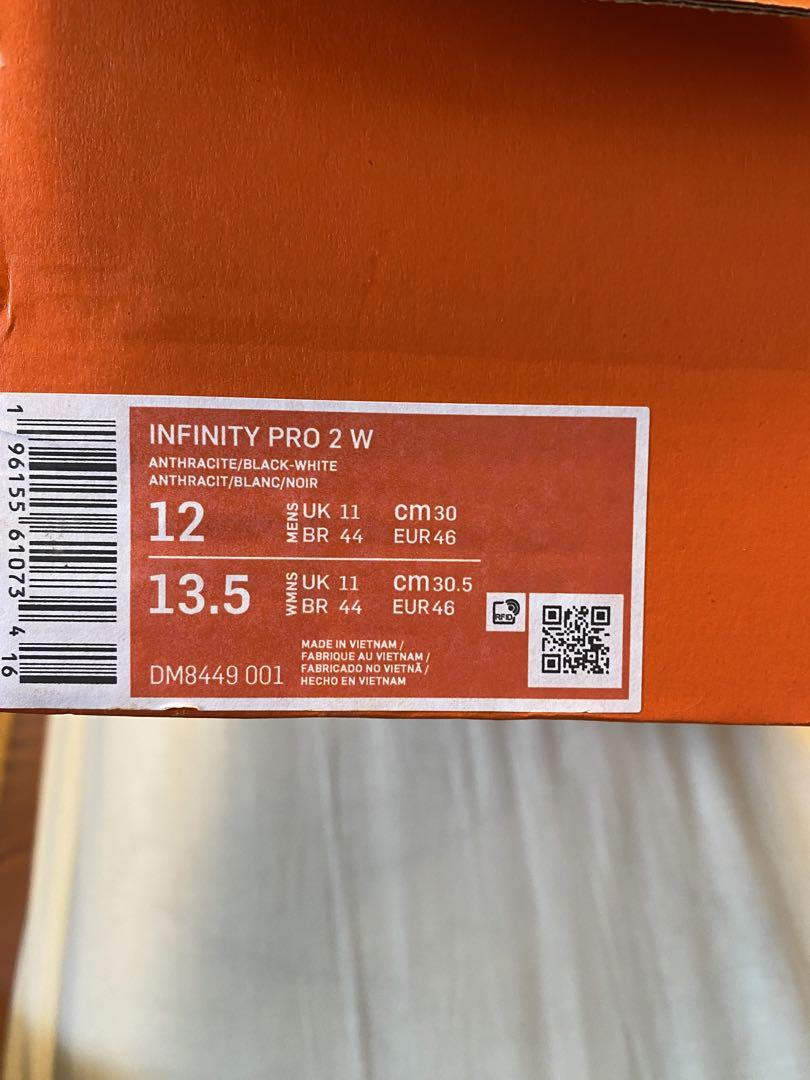 1 96155 61073 4 16
INFINITY PRO 2 W
ANTHRACITE/BLACK-WHITE
ANTHRACIT/BLANC/NOIR
12 MENS UK 11 cm 30
BR 44 EUR 46
13.5 WMNS UK 11 cm 30.5
BR 44 EUR 46
RFID
DM8449 001
MADE IN VIETNAM /
FABRIQUE AU VIETNAM /
FABRICADO NO VIETNÃ /
HECHO EN VIETNAM